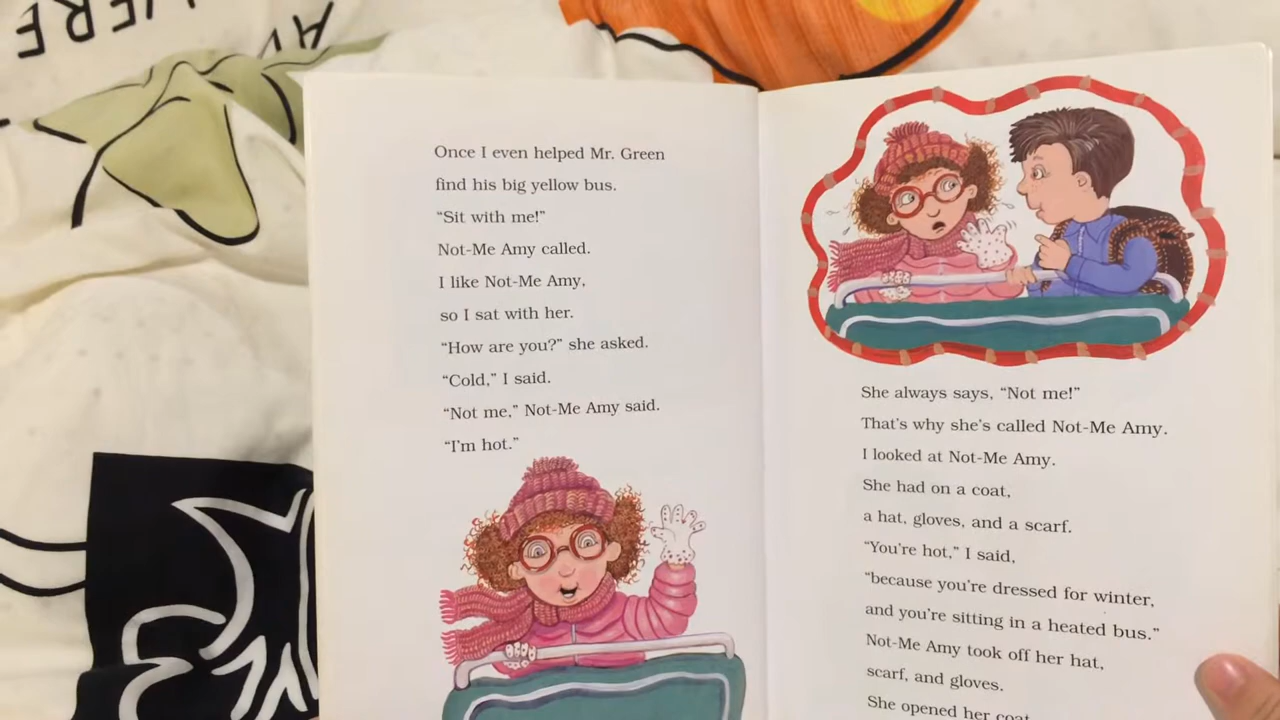 Once I even helped Mr. Green
find his big yellow bus.
“Sit with me!”
Not-Me Amy called.
I like Not-Me Amy,
so I sat with her.
“How are you?” she asked.
“Cold,” I said.
“Not me,” Not-Me Amy said.
“I’m hot.”
She always says, “Not me!”
That’s why she’s called Not-Me Amy.
I looked at Not-Me Amy.
She had on a coat,
a hat, gloves, and a scarf.
“You’re hot,” I said,
“because you’re dressed for winter,
and you’re sitting in a heated bus.”
Not-Me Amy took off her hat,
scarf, and gloves.
She opened her coat